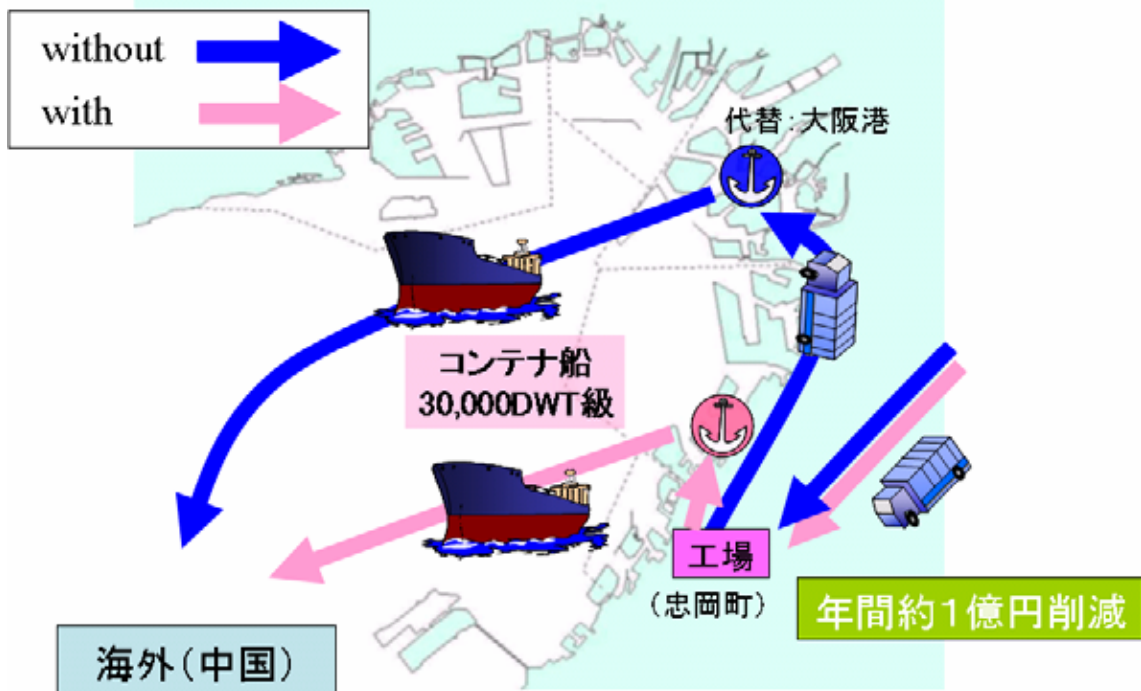 without
with
代替：大阪港
コンテナ船
30,000DWT級
工場
(忠岡町)
年間約1億円削減
海外(中国)